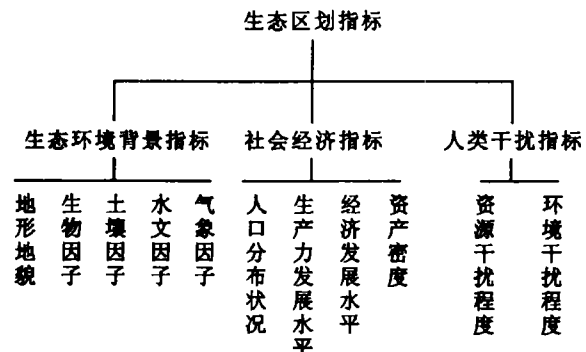 生态区划指标
生态环境背景指标
社会经济指标
人类干扰指标
地形地貌
生物因子
土壤因子
水文因子
气象因子
人口分布状况
生产力发展水平
经济发展水平
资产密度
资源干扰程度
环境干扰程度